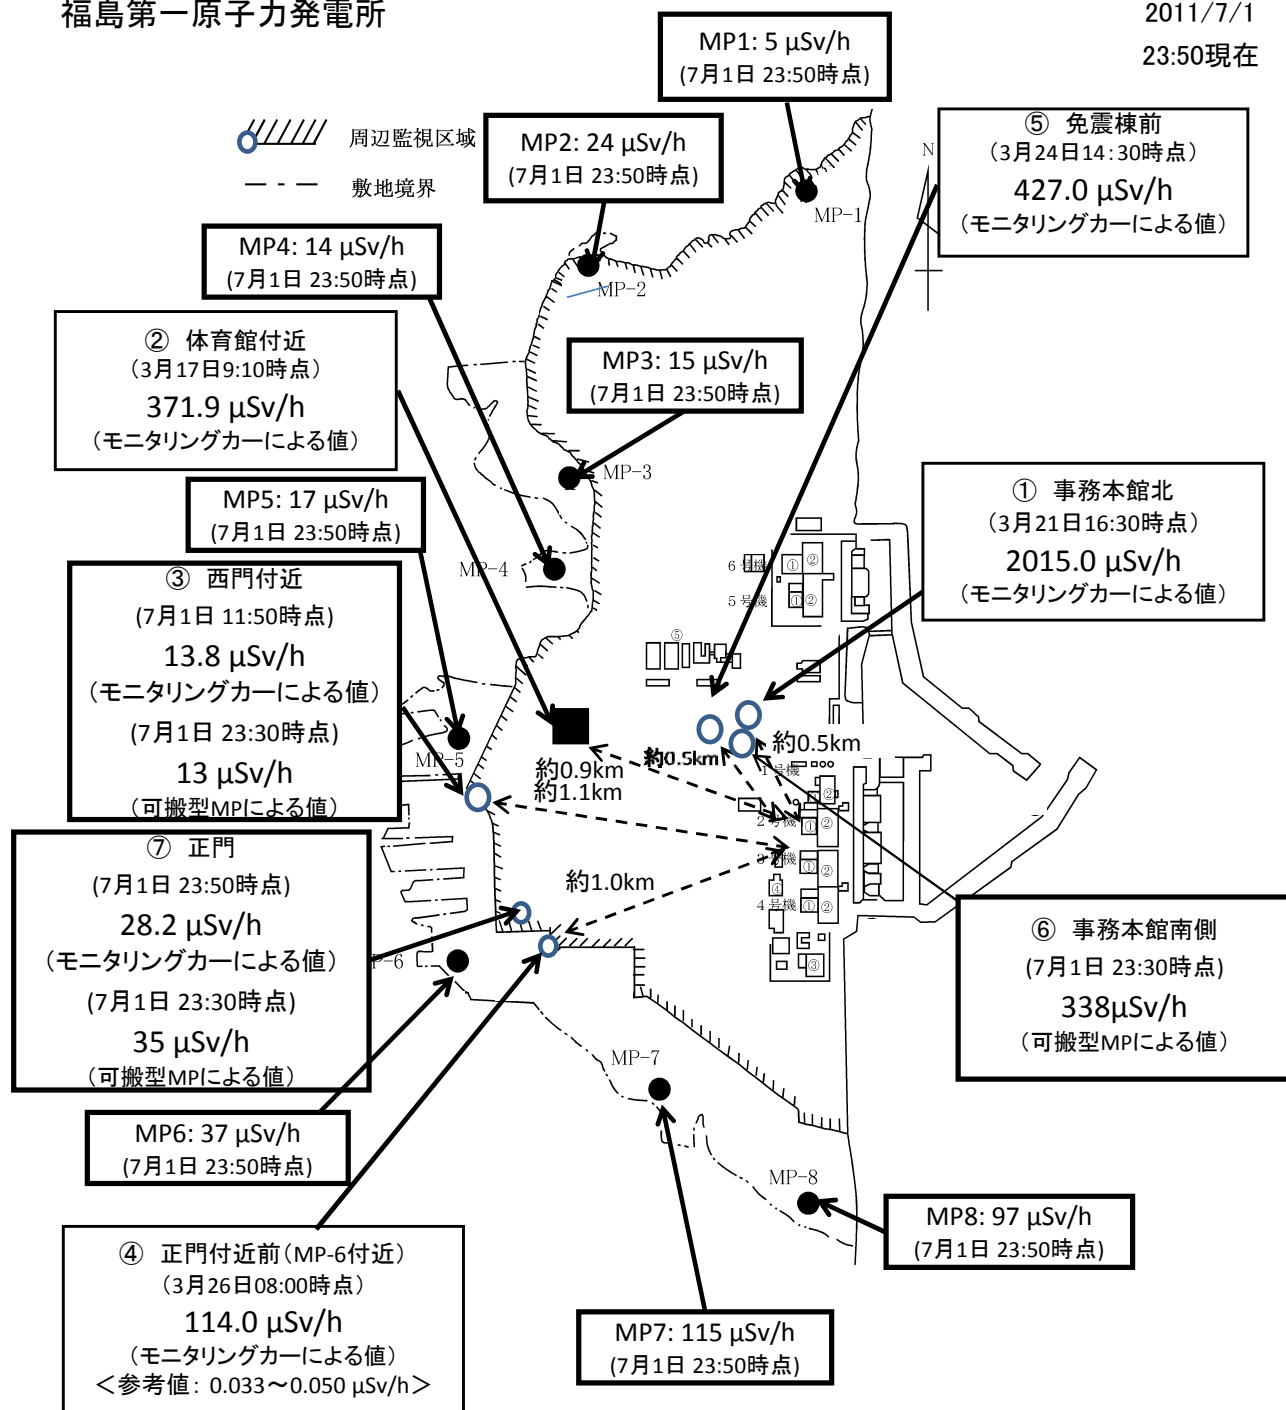 福島第一原子力発電所
2011/7/1
23:50現在
周辺監視区域
敷地境界
MP1: 5 μSv/h
(7月1日 23:50時点)
MP2: 24 μSv/h
(7月1日 23:50時点)
⑤ 免震棟前
（3月24日14:30時点）
427.0 μSv/h
（モニタリングカーによる値）
N
MP-1
MP4: 14 μSv/h
(7月1日 23:50時点)
MP-2
② 体育館付近
（3月17日9:10時点）
371.9 μSv/h
（モニタリングカーによる値）
MP3: 15 μSv/h
(7月1日 23:50時点)
MP-3
MP5: 17 μSv/h
(7月1日 23:50時点)
① 事務本館北
（3月21日16:30時点）
2015.0 μSv/h
（モニタリングカーによる値）
MP-4
6号機
①
②
5号機
①
②
⑤
③ 西門付近
(7月1日 11:50時点)
13.8 μSv/h
（モニタリングカーによる値）
(7月1日 23:30時点)
13 μSv/h
（可搬型MPによる値）
MP-5
約0.9km
約1.1km
約0.5km
約0.5km
1号機
②
2号機
①
②
3号機
①
②
④
4号機
①
②
③
約1.0km
⑦ 正門
(7月1日 23:50時点)
28.2 μSv/h
（モニタリングカーによる値）
(7月1日 23:30時点)
35 μSv/h
（可搬型MPによる値）
P-6
⑥ 事務本館南側
(7月1日 23:30時点)
338μSv/h
（可搬型MPによる値）
MP-7
MP6: 37 μSv/h
(7月1日 23:50時点)
MP-8
MP8: 97 μSv/h
(7月1日 23:50時点)
④ 正門付近前（MP-6付近）
（3月26日08:00時点）
114.0 μSv/h
（モニタリングカーによる値）
＜参考値: 0.033～0.050 μSv/h＞
MP7: 115 μSv/h
(7月1日 23:50時点)